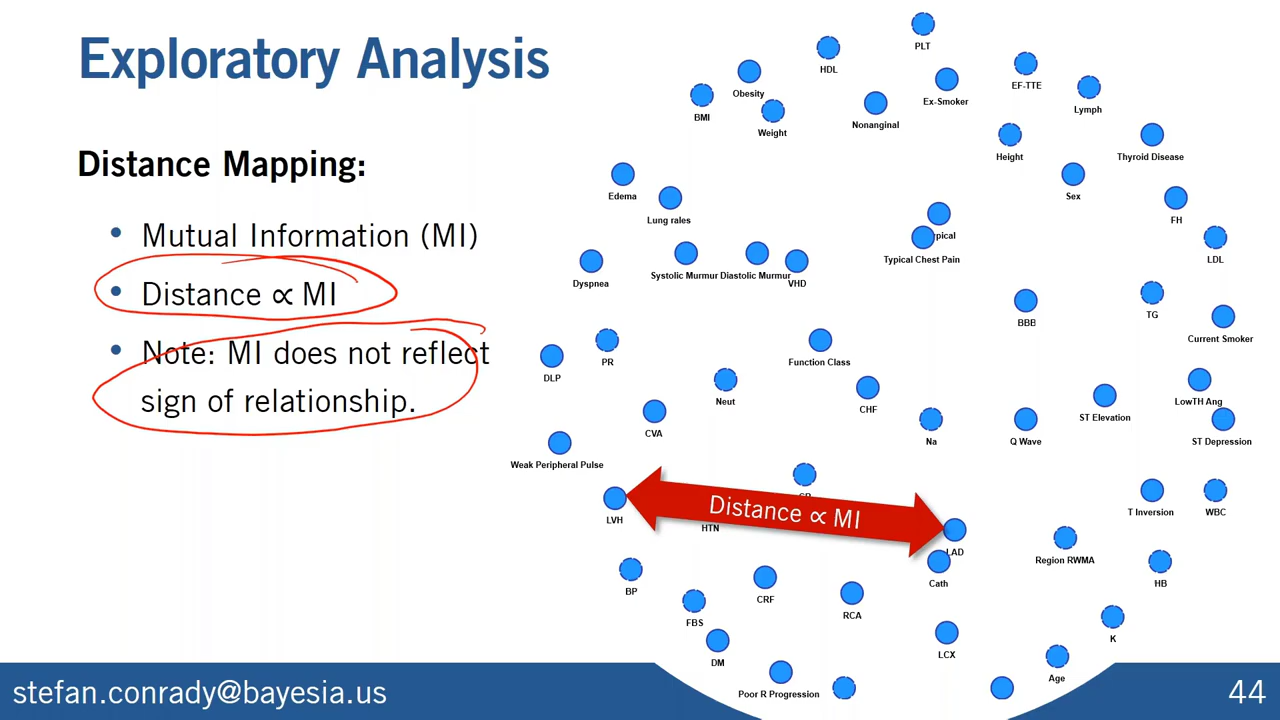 Exploratory Analysis
Distance Mapping:
• Mutual Information (MI)
• Distance ∝ MI
• Note: MI does not reflect
sign of relationship.
PLT
HDL
EF-TTE
Obesity
Ex-Smoker
BMI
Lymph
Weight
Nonanginal
Height
Thyroid Disease
Edema
Sex
Lung rales
FH
Typical Chest Pain
LDL
Dyspnea
Systolic Murmur
Diastolic Murmur
VHD
TG
BBB
Current Smoker
DLP
PR
Function Class
Neut
CHF
LowTH Ang
ST Elevation
CVA
Na
Q Wave
ST Depression
Weak Peripheral Pulse
Distance ∝ MI
LVH
HTN
T Inversion
WBC
LAD
Region RWMA
BP
CRF
Cath
HB
FBS
RCA
K
DM
LCX
Age
Poor R Progression
stefan.conrady@bayesia.us
44